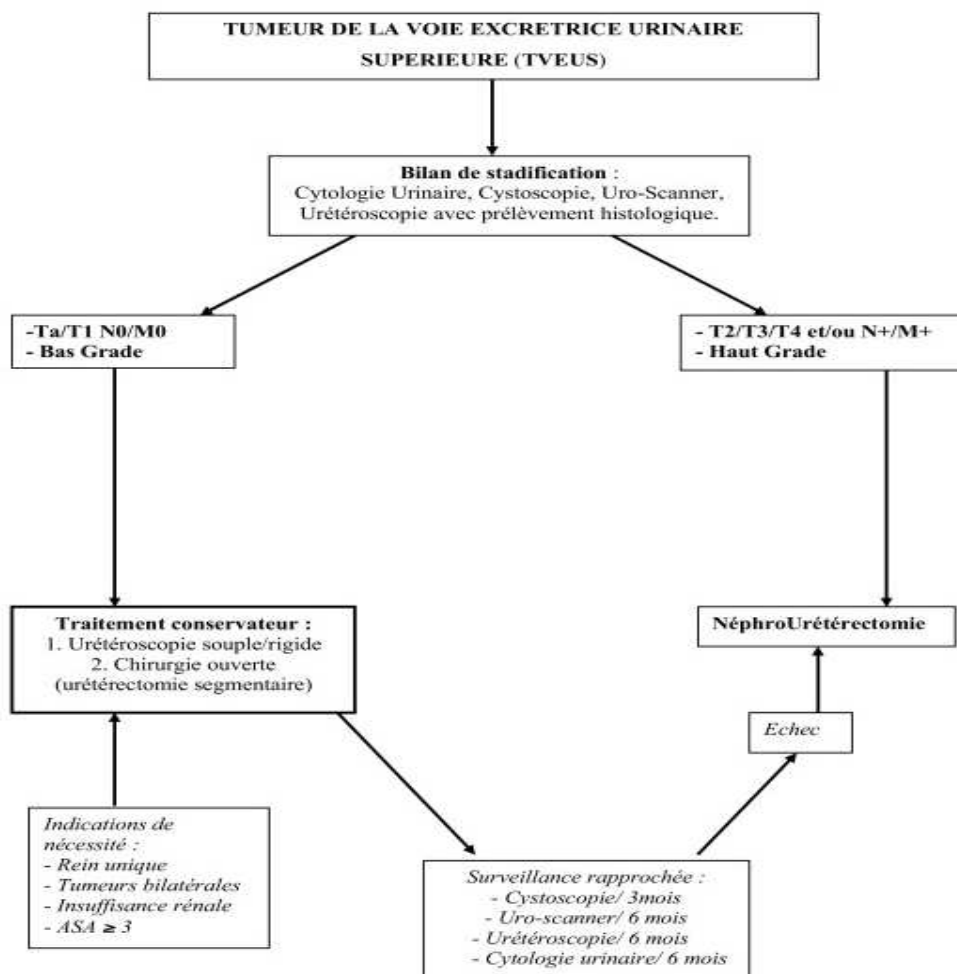 TUMEUR DE LA VOIE EXCRETRICE URINAIRE
SUPERIEURE (TVEUS)
Bilan de stadification :
Cytologie Urinaire, Cystoscopie, Uro-Scanner,
Urétéroscopie avec prélèvement histologique.
-Ta/T1 N0/M0
- Bas Grade
- T2/T3/T4 et/ou N+/M+
- Haut Grade
Traitement conservateur :
1. Urétéroscopie souple/rigide
2. Chirurgie ouverte
(urétérectomie segmentaire)
NéphroUrétérectomie
Echec
Indications de
nécessité :
- Rein unique
- Tumeurs bilatérales
- Insuffisance rénale
- ASA ≥ 3
Surveillance rapprochée :
- Cystoscopie/ 3mois
- Uro-scanner/ 6 mois
- Urétéroscopie/ 6 mois
- Cytologie urinaire/ 6 mois